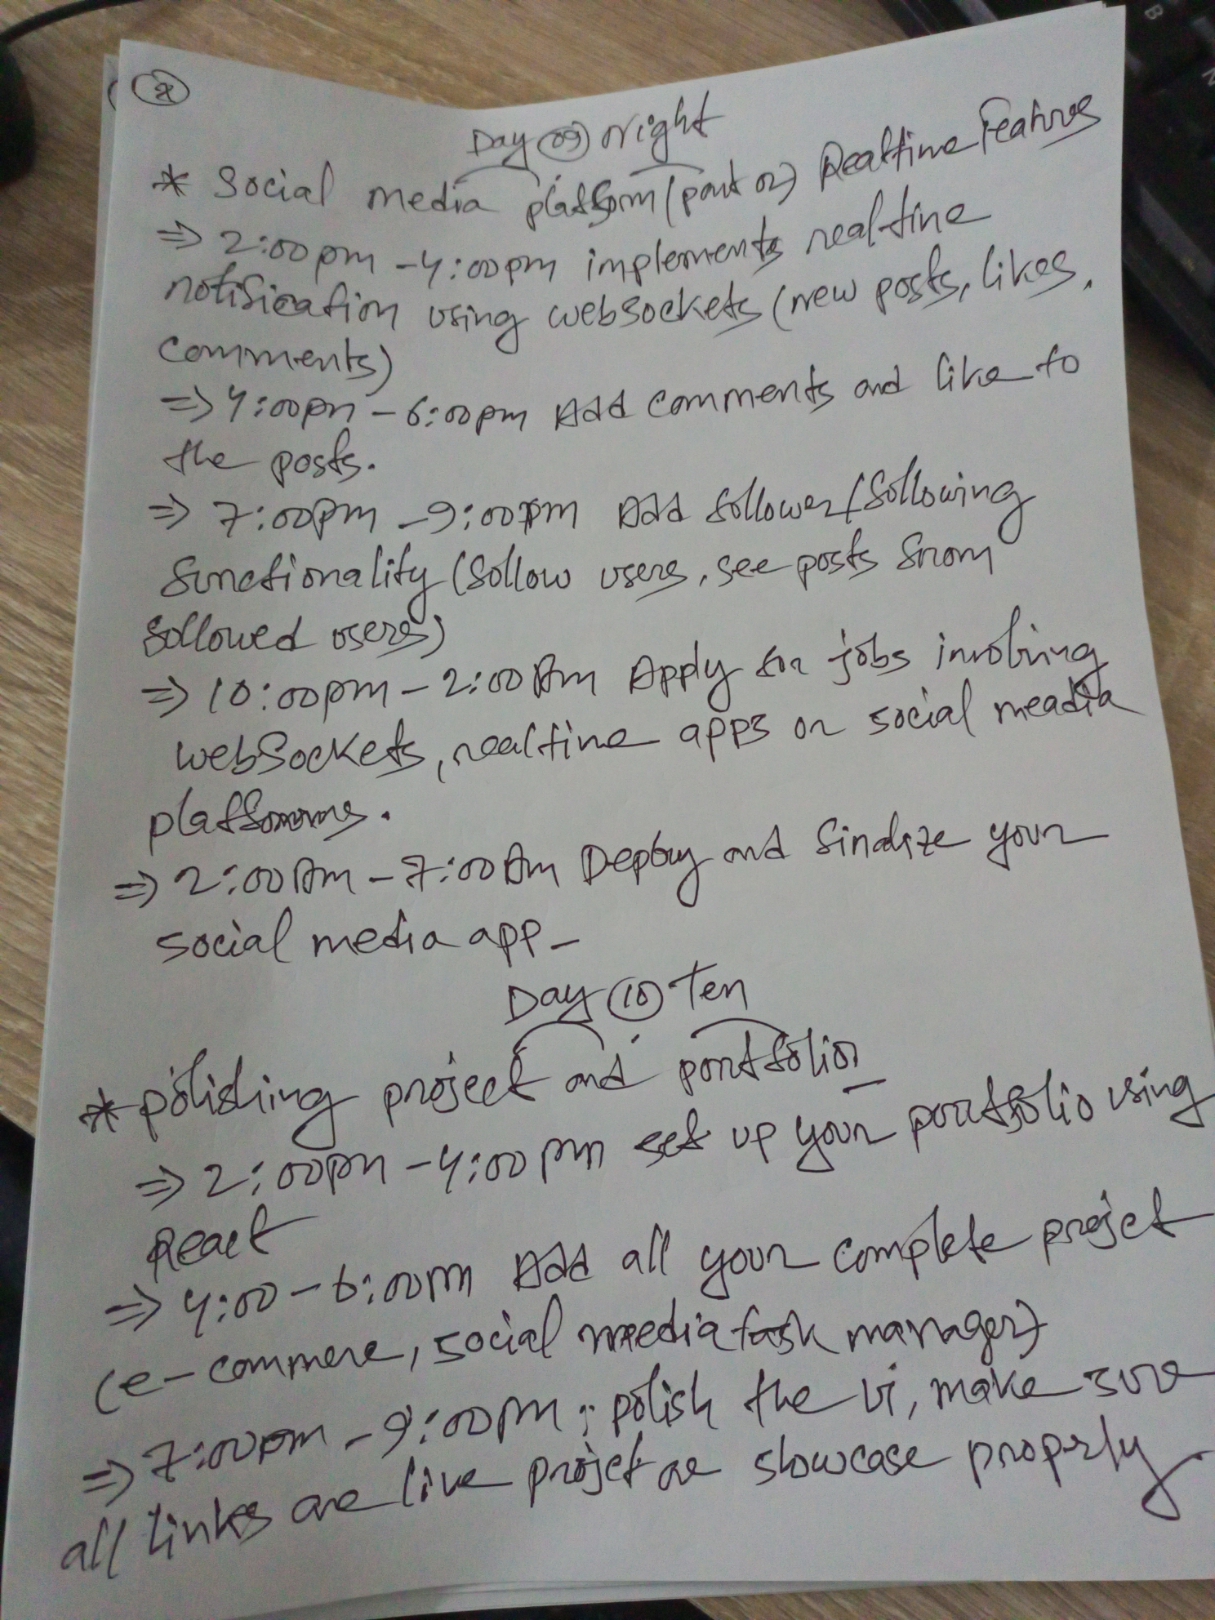 Day 09 Night
* Social media platform (part 02) Realtime Features
⇒ 2:00pm - 4:00pm implements real-time
notification using websockets (new posts, likes,
comments)
⇒ 4:00pm - 6:00pm Add comments and like to
the posts.
⇒ 7:00pm - 9:00pm Add follower/following
functionality (follow users, see posts from
followed users)
⇒ 10:00pm - 2:00Am Apply for jobs involving
webSockets, realtime apps or social meadia
platforms.
⇒ 2:00Am - 7:00Am Deploy and finalize your
social media app -
Day 10 Ten
* polishing project and portfolio
⇒ 2:00pm - 4:00pm set up your portfolio using
React
⇒ 4:00 - 6:00pm Add all your complete projet
(e-commere, social media task manager)
⇒ 7:00pm - 9:00pm : polish the Ui, make sure
all links are live projet are slowcase properly.